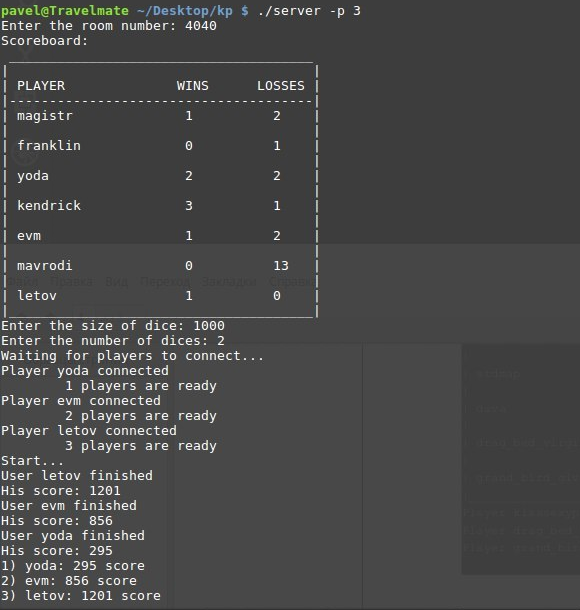 pavel@Travelmate ~/Desktop/kp $ ./server -p 3
Enter the room number: 4040
Scoreboard:
PLAYER WINS LOSSES
magistr 1 2
franklin 0 1
yoda 2 2
kendrick 3 1
evm 1 2
mavrodi 0 13
letov 1 0
Enter the size of dice: 1000
Enter the number of dices: 2
Waiting for players to connect...
Player yoda connected
1 players are ready
Player evm connected
2 players are ready
Player letov connected
3 players are ready
Start...
User letov finished
His score: 1201
User evm finished
His score: 856
User yoda finished
His score: 295
1) yoda: 295 score
2) evm: 856 score
3) letov: 1201 score
Правка Вид Переход Закладки Справка